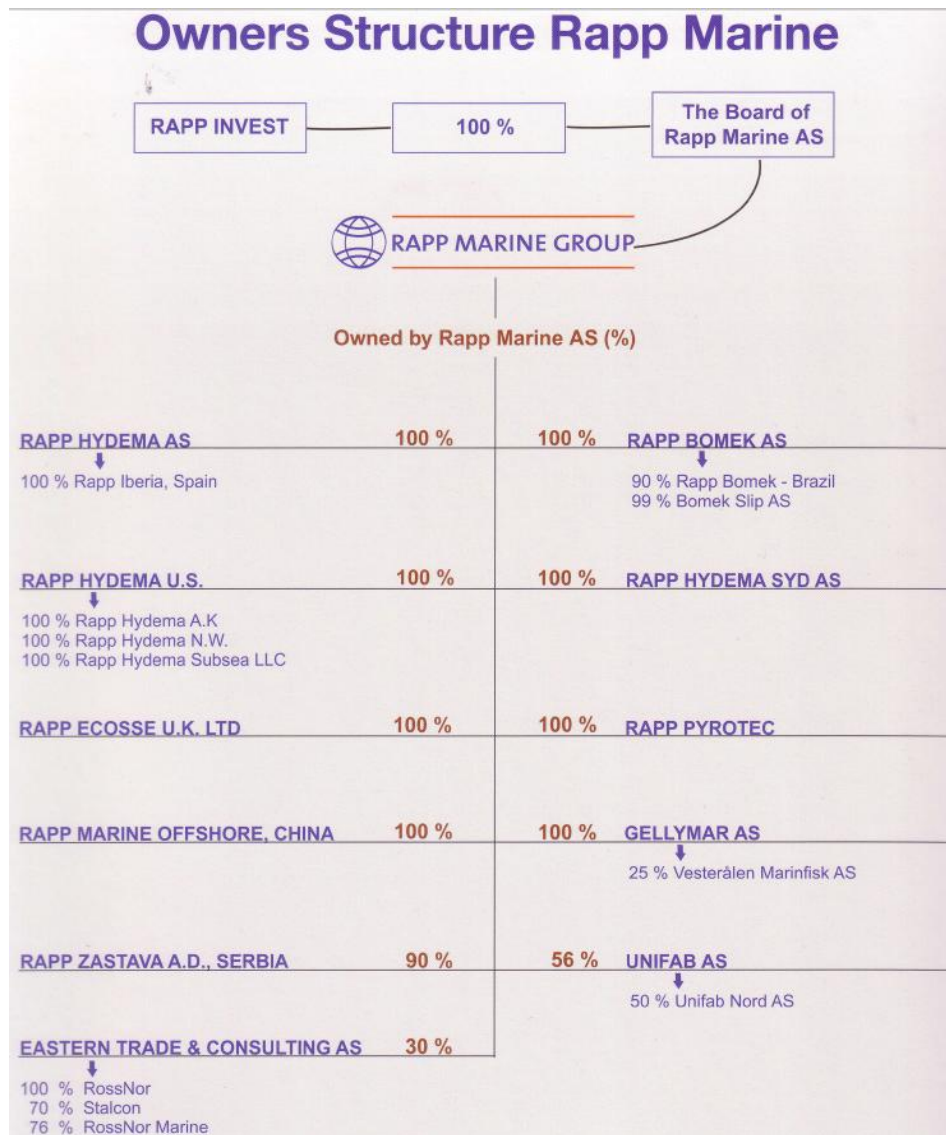 Owners Structure Rapp Marine
RAPP INVEST
100 %
The Board of
Rapp Marine AS
RAPP MARINE GROUP
Owned by Rapp Marine AS (%)
RAPP HYDEMA AS 100 %
100 % Rapp Iberia, Spain
100 % RAPP BOMEK AS
90 % Rapp Bomek - Brazil
99 % Bomek Slip AS
RAPP HYDEMA U.S. 100 %
100 % Rapp Hydema A.K
100 % Rapp Hydema N.W.
100 % Rapp Hydema Subsea LLC
100 % RAPP HYDEMA SYD AS
RAPP ECOSSE U.K. LTD 100 %
100 % RAPP PYROTEC
RAPP MARINE OFFSHORE, CHINA 100 %
100 % GELLYMAR AS
25 % Vesterålen Marinfisk AS
RAPP ZASTAVA A.D., SERBIA 90 %
56 % UNIFAB AS
50 % Unifab Nord AS
EASTERN TRADE & CONSULTING AS 30 %
100 % RossNor
70 % Stalcon
76 % RossNor Marine